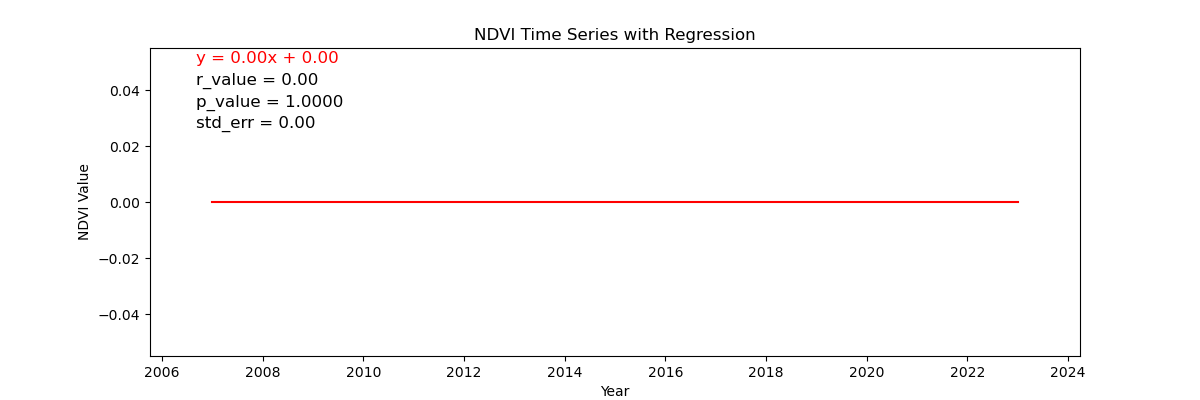 NDVI Time Series with Regression
y = 0.00x + 0.00
r_value = 0.00
p_value = 1.0000
std_err = 0.00
0.04
0.02
0.00
−0.02
−0.04
NDVI Value
2006 2008 2010 2012 2014 2016 2018 2020 2022 2024
Year